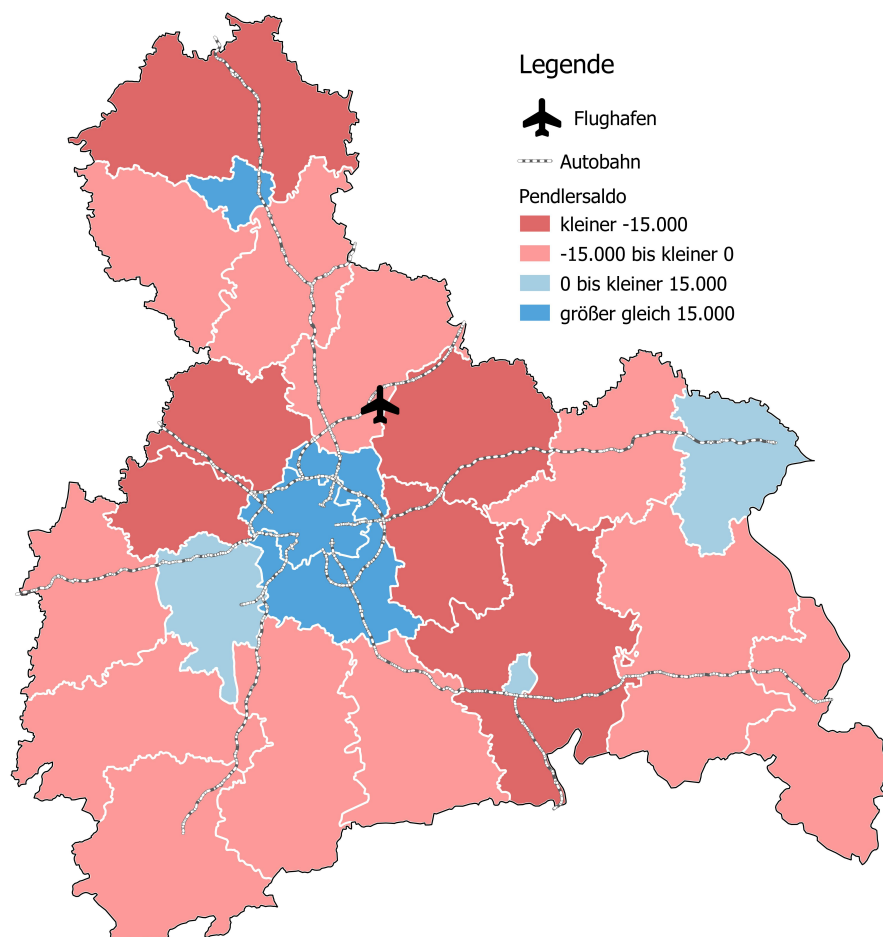 Legende
Flughafen
Autobahn
Pendlersaldo
kleiner -15.000
-15.000 bis kleiner 0
0 bis kleiner 15.000
größer gleich 15.000